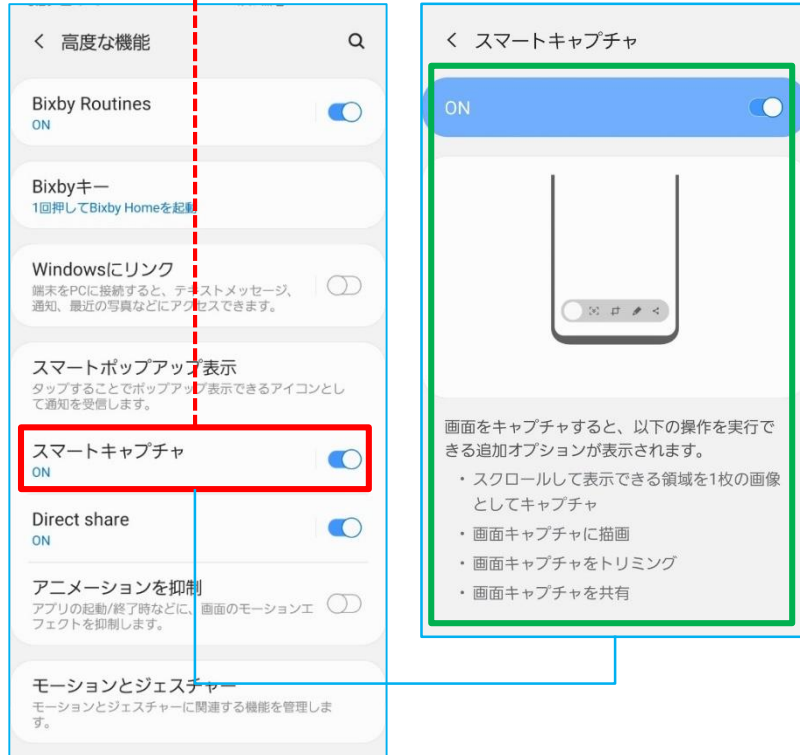 高度な機能
Bixby Routines
ON
Bixbyキー
1回押してBixby Homeを起動
Windowsにリンク
端末をPCに接続すると、テキストメッセージ、
通知、最近の写真などにアクセスできます。
スマートポップアップ表示
タップすることでポップアップ表示できるアイコンとし
て通知を受信します。
スマートキャプチャ
ON
Direct share
ON
アニメーションを抑制
アプリの起動/終了時などに、画面のモーションエ
フェクトを抑制します。
モーションとジェスチャー
モーションとジェスチャーに関連する機能を管理しま
す。
スマートキャプチャ
ON
画面をキャプチャすると、以下の操作を実行で
きる追加オプションが表示されます。
・スクロールして表示できる領域を1枚の画像
としてキャプチャ
・画面キャプチャに描画
・画面キャプチャをトリミング
・画面キャプチャを共有